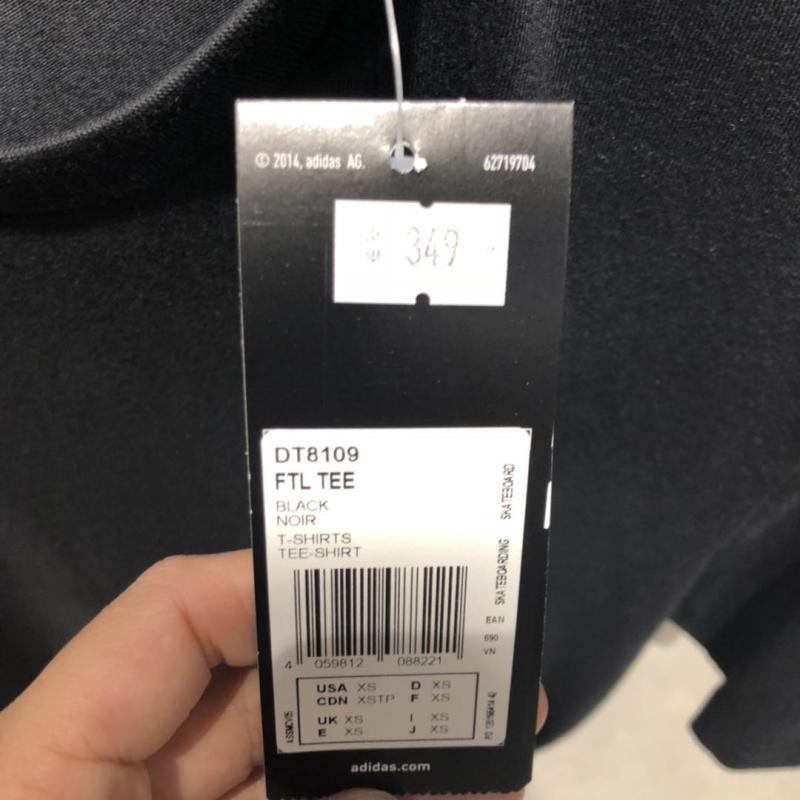 © 2014, adidas AG.
62719704
349
DT8109
FTL TEE
BLACK
NOIR
T-SHIRTS
TEE-SHIRT
SKATEBOARDING
SKATEBOARD
EAN
690
VN
4 059812 088221
USA XS D XS
CDN XSTP F XS
UK XS I XS
E XS J XS
adidas.com